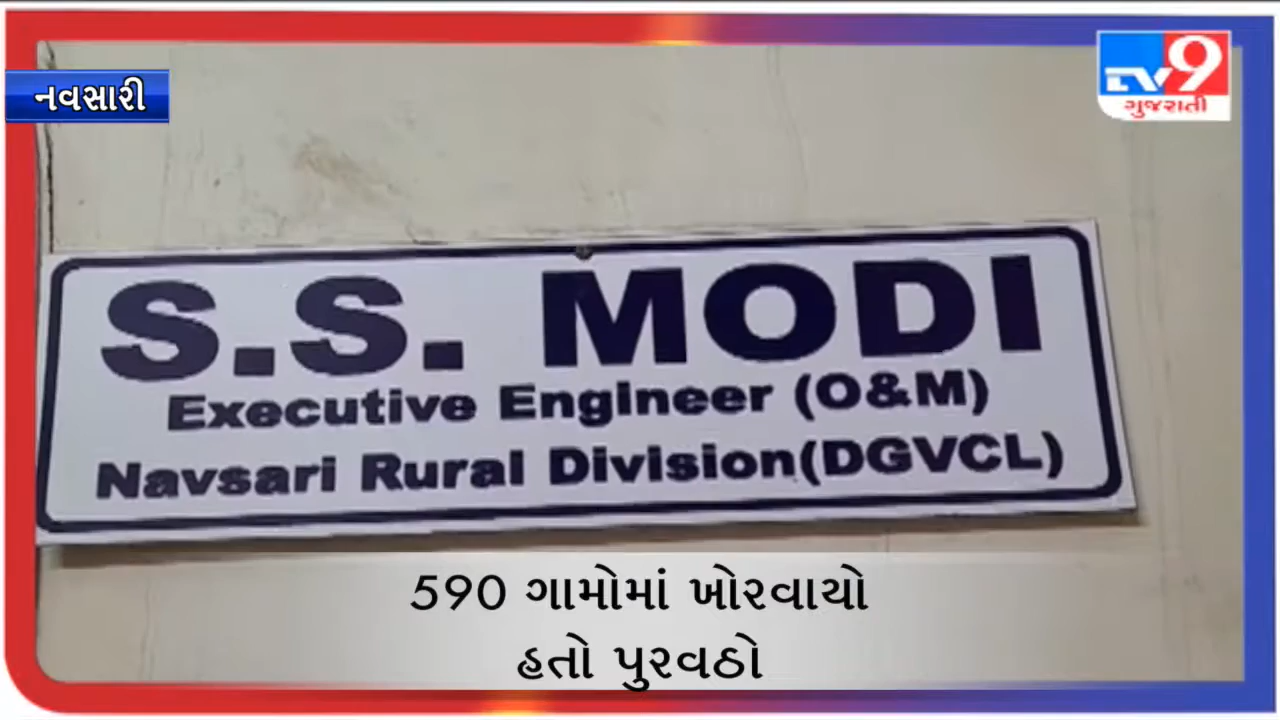 નવસારી
TV9
ગુજરાતી
S.S. MODI
Executive Engineer (O&M)
Navsari Rural Division(DGVCL)
590 ગામોમાં ખોરવાયો
હતો પુરવઠો